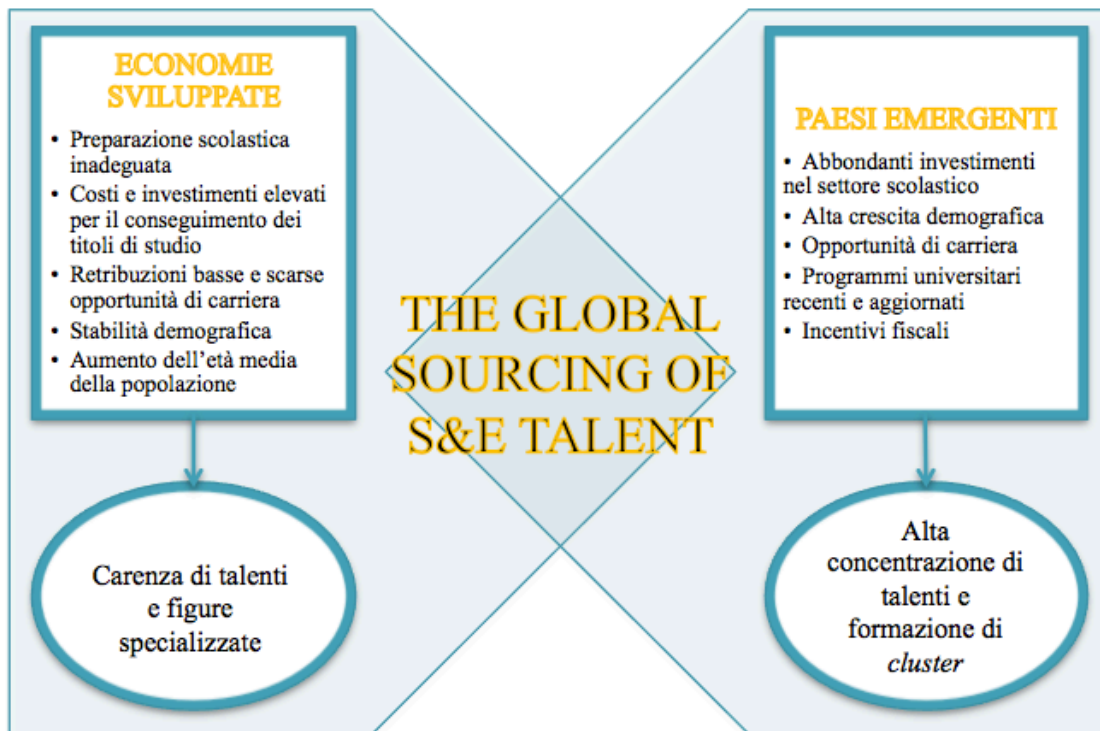 ECONOMIE
SVILUPPATE
• Preparazione scolastica
inadeguata
• Costi e investimenti elevati
per il conseguimento dei
titoli di studio
• Retribuzioni basse e scarse
opportunità di carriera
• Stabilità demografica
• Aumento dell'età media
della popolazione
Carenza di talenti
e figure
specializzate
THE GLOBAL
SOURCING OF
S&E TALENT
PAESI EMERGENTI
• Abbondanti investimenti
nel settore scolastico
• Alta crescita demografica
• Opportunità di carriera
• Programmi universitari
recenti e aggiornati
• Incentivi fiscali
Alta
concentrazione di
talenti e
formazione di
cluster